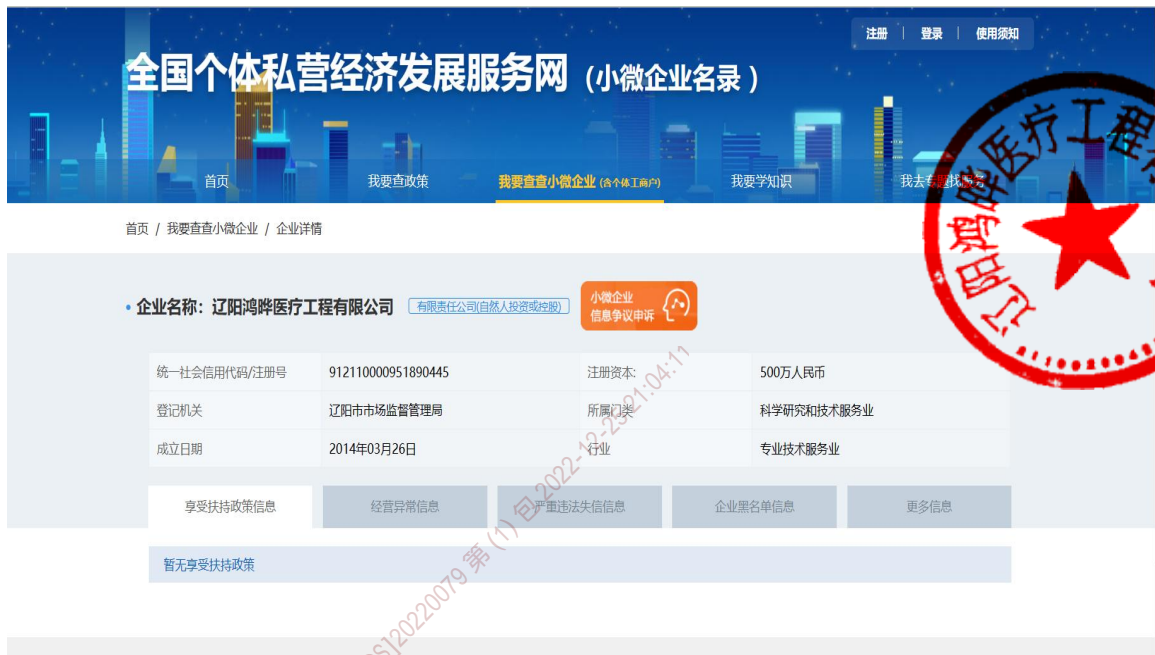 注册 | 登录 | 使用须知
全国个体私营经济发展服务网（小微企业名录）
首页 我要查政策 我要查查小微企业 (含个体工商户) 我要学知识 我去专题找服务
首页 / 我要查查小微企业 / 企业详情
• 企业名称：辽阳鸿晔医疗工程有限公司 有限责任公司(自然人投资或控股)
小微企业
信息争议申诉
统一社会信用代码/注册号 912110000951890445 注册资本: 500万人民币
登记机关 辽阳市市场监督管理局 所属门类 科学研究和技术服务业
成立日期 2014年03月26日 行业 专业技术服务业
享受扶持政策信息 经营异常信息 严重违法失信信息 企业黑名单信息 更多信息
暂无享受扶持政策
辽阳鸿晔医疗工程
S]20220079 第 (1) 包 2022-12-23 21:04:11